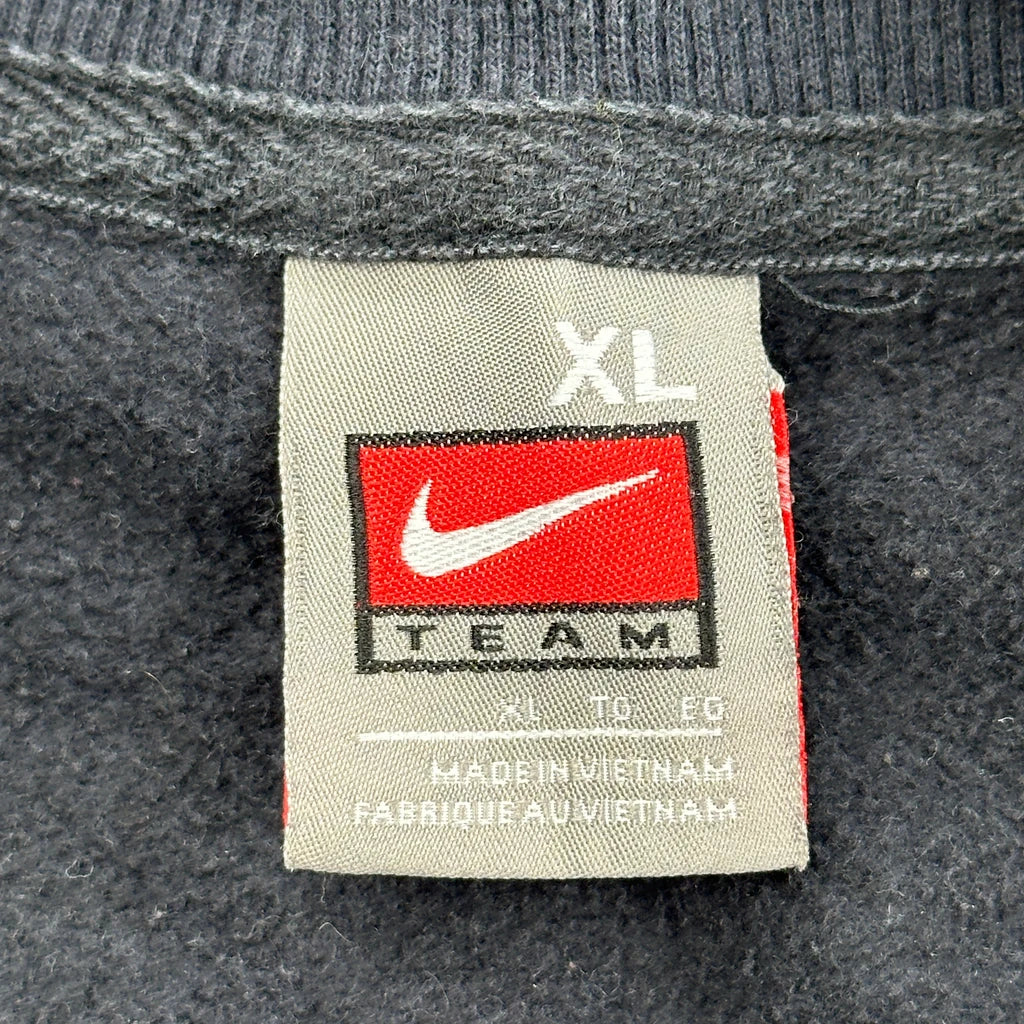 XL
TEAM
XL TG EG
MADE IN VIETNAM
FABRIQUE AU VIETNAM